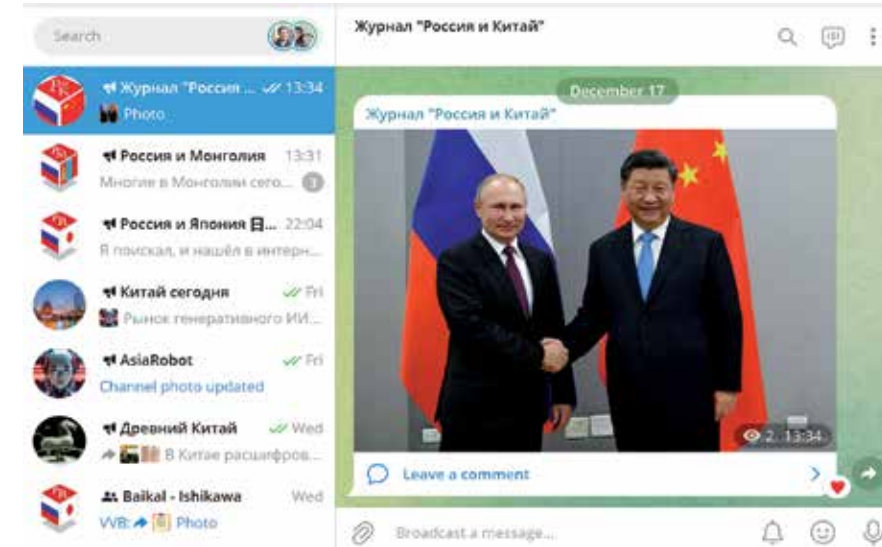 Search
Журнал "Россия ... 13:34
Photo
Россия и Монголия 13:31
Многие в Монголии сего... 3
Россия и Япония 日... 22:04
Я поискал, и нашёл в интерн...
Китай сегодня Fri
Рынок генеративного ИИ...
AsiaRobot Fri
Channel photo updated
Древний Китай Wed
В Китае расшифров...
Baikal - Ishikawa Wed
VVB: Photo
Журнал "Россия и Китай"
December 17
Журнал "Россия и Китай"
2 13:34
Leave a comment
Broadcast a message...